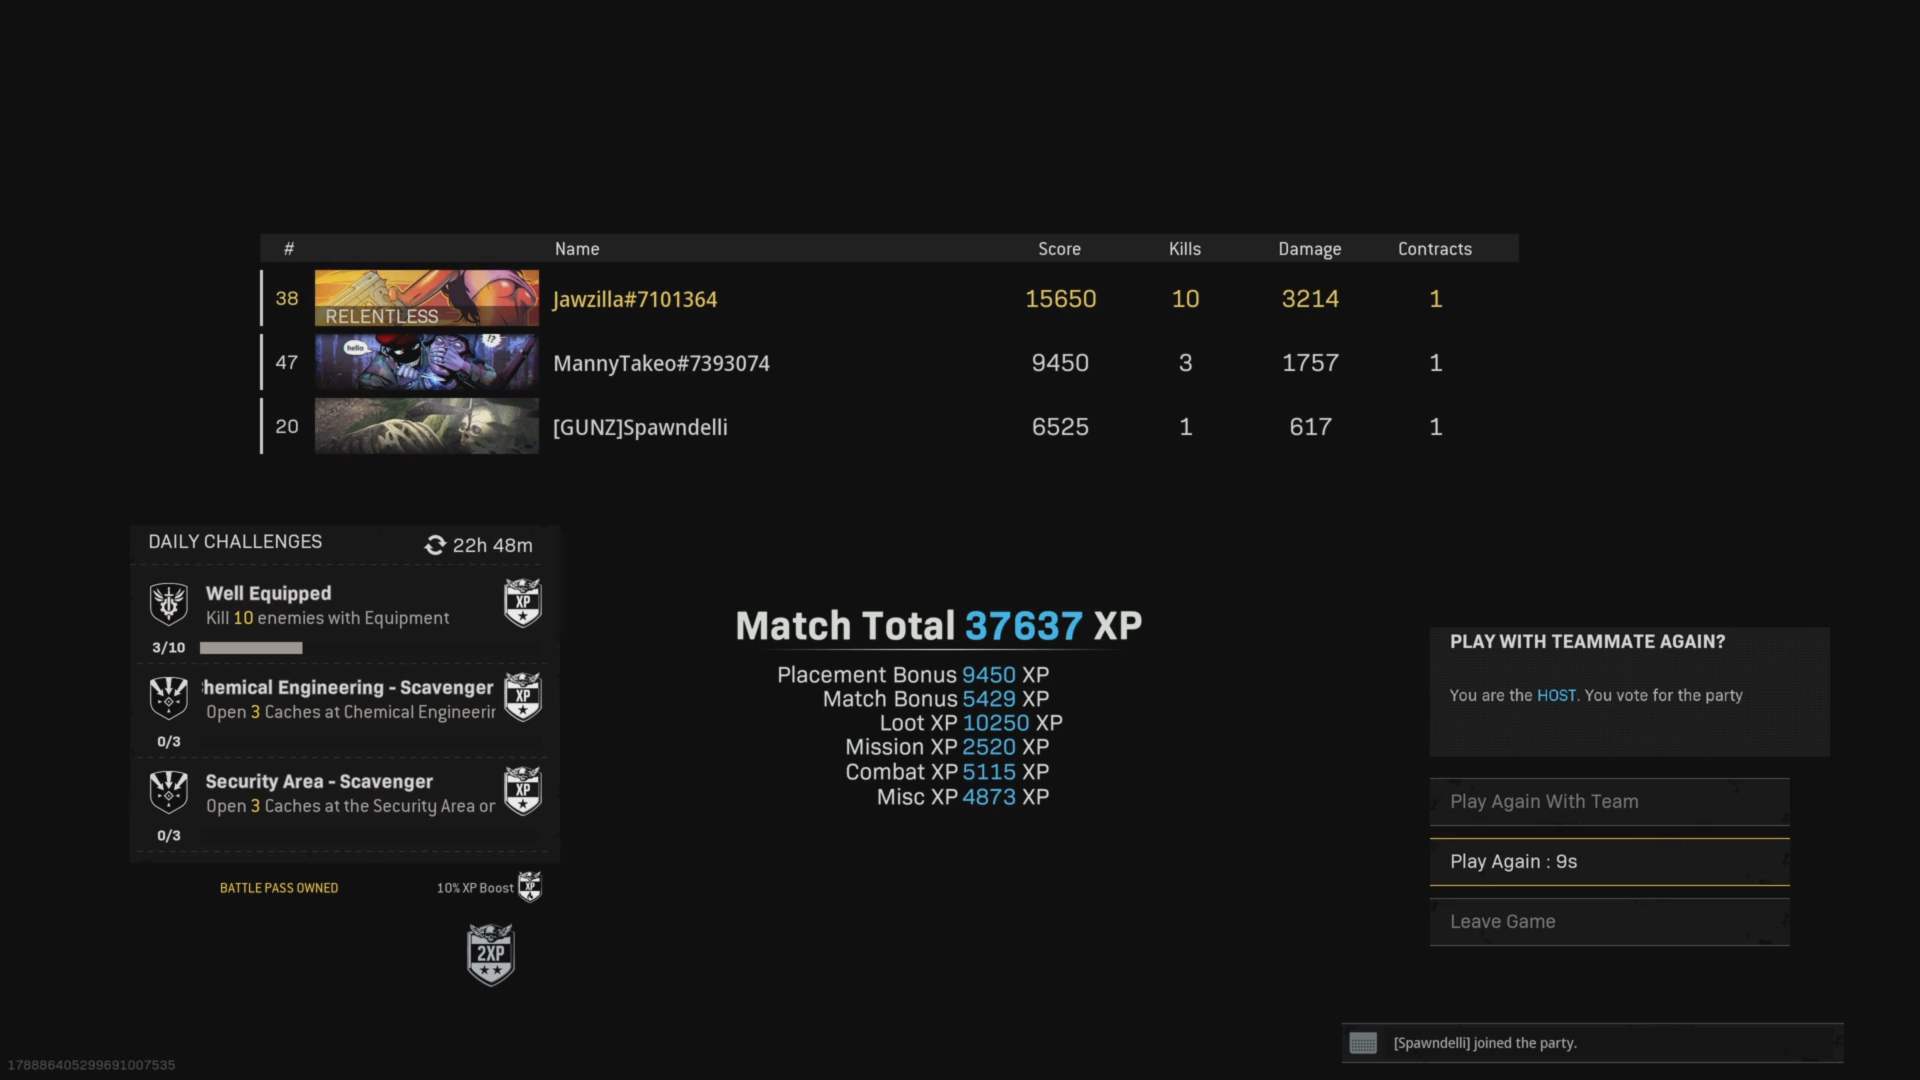 # Name Score Kills Damage Contracts
38 RELENTLESS Jawzilla#7101364 15650 10 3214 1
47 hello !? MannyTakeo#7393074 9450 3 1757 1
20 [GUNZ]Spawndelli 6525 1 617 1
DAILY CHALLENGES 22h 48m
Well Equipped
XP
Kill 10 enemies with Equipment
3/10
hemical Engineering - Scavenger
XP
Open 3 Caches at Chemical Engineerin
0/3
Security Area - Scavenger
XP
Open 3 Caches at the Security Area or
0/3
BATTLE PASS OWNED 10% XP Boost XP
2XP
Match Total 37637 XP
Placement Bonus 9450 XP
Match Bonus 5429 XP
Loot XP 10250 XP
Mission XP 2520 XP
Combat XP 5115 XP
Misc XP 4873 XP
PLAY WITH TEAMMATE AGAIN?
You are the HOST. You vote for the party
Play Again With Team
Play Again : 9s
Leave Game
[Spawndelli] joined the party.
178886405299691007535